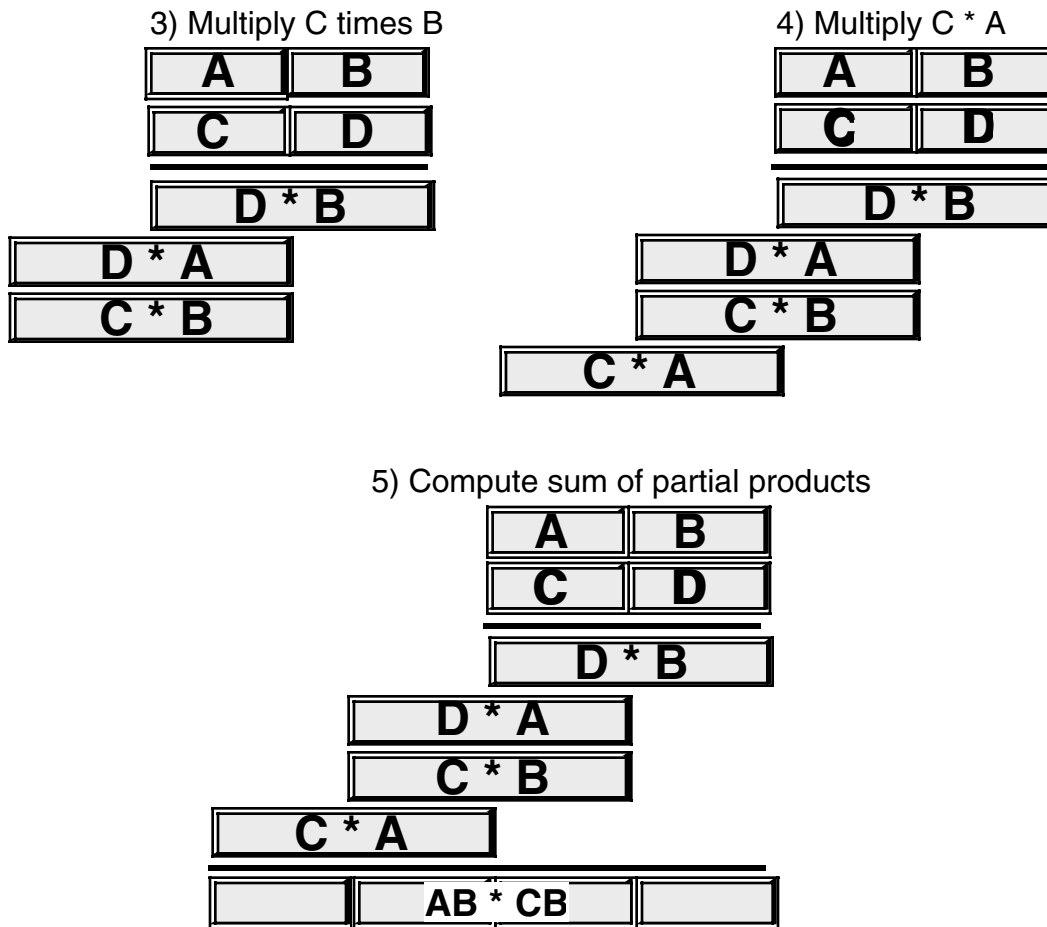 3) Multiply C times B
A B
C D
D * B
D * A
C * B
4) Multiply C * A
A B
C D
D * B
D * A
C * B
C * A
5) Compute sum of partial products
A B
C D
D * B
D * A
C * B
C * A
AB * CB